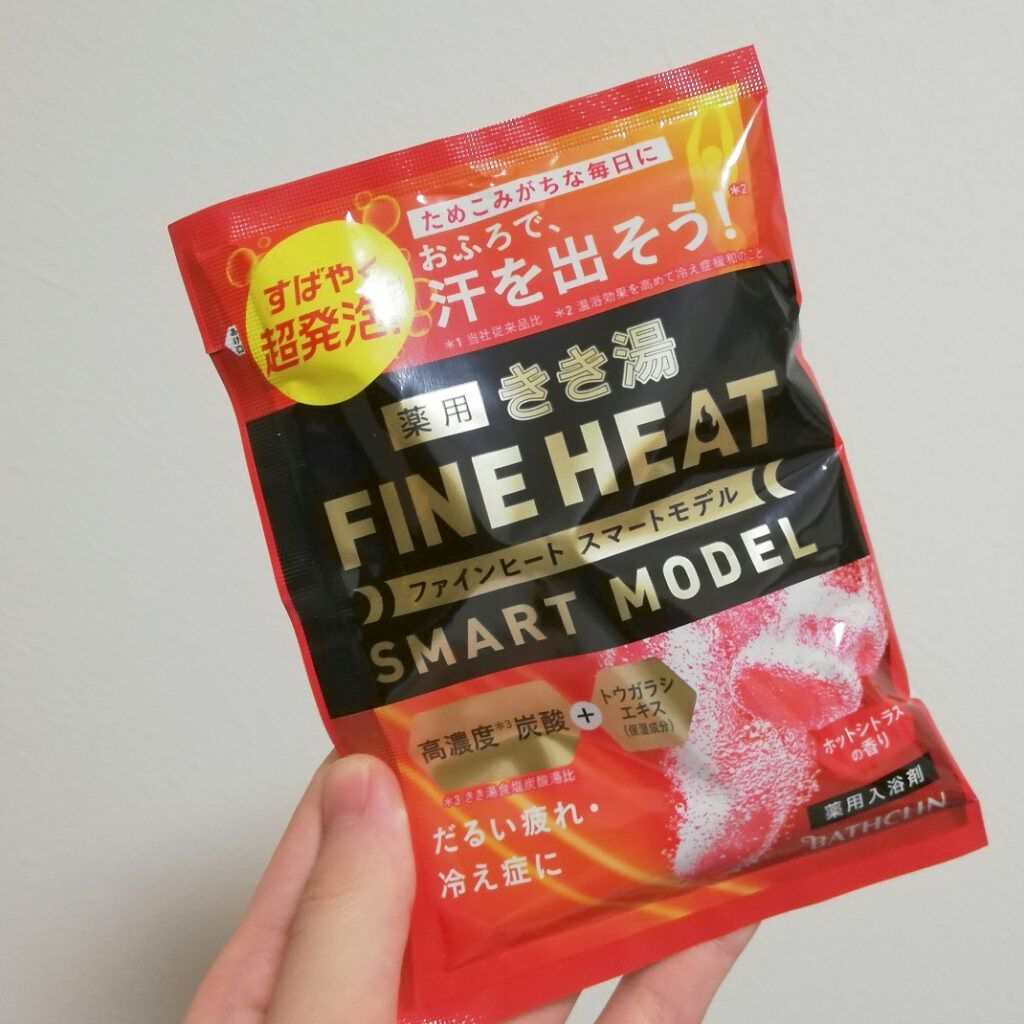 ためこみがちな毎日に
おふろで、
汗を出そう!*2
*1 当社従来品比 *2 温浴効果を高めて冷え症緩和のこと
すばやく
超発泡
あけ口
薬用
きき湯
FINE HEAT
ファインヒート スマートモデル
SMART MODEL
高濃度*3炭酸
+
トウガラシ
エキス
(保湿成分)
*3 きき湯食塩炭酸湯比
だるい疲れ・
冷え症に
ホットシトラス
の香り
薬用入浴剤
BATHCLIN